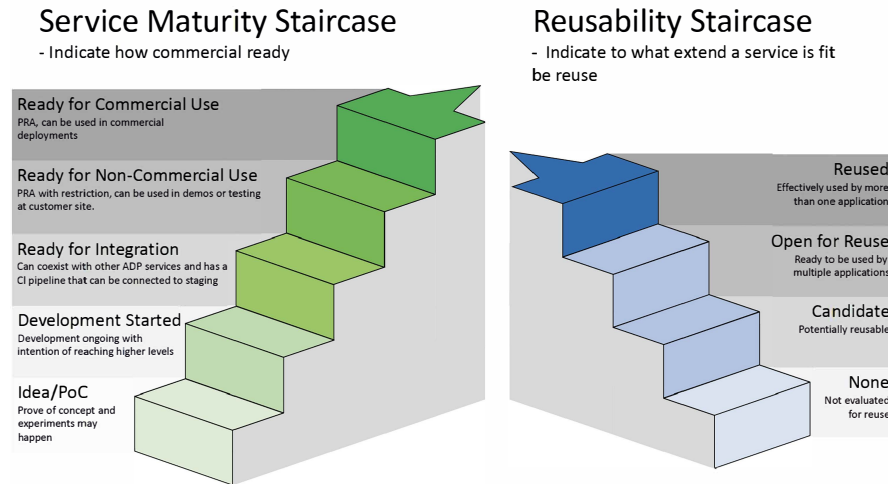 Service Maturity Staircase
- Indicate how commercial ready
Ready for Commercial Use
PRA, can be used in commercial
deployments
Ready for Non-Commercial Use
PRA with restriction, can be used in demos or testing
at customer site.
Ready for Integration
Can coexist with other ADP services and has a
CI pipeline that can be connected to staging
Development Started
Development ongoing with
intention of reaching higher levels
Idea/PoC
Prove of concept and
experiments may
happen
Reusability Staircase
- Indicate to what extend a service is fit
be reuse
Reused
Effectively used by more
than one application
Open for Reuse
Ready to be used by
multiple applications
Candidate
Potentially reusable
None
Not evaluated
for reuse